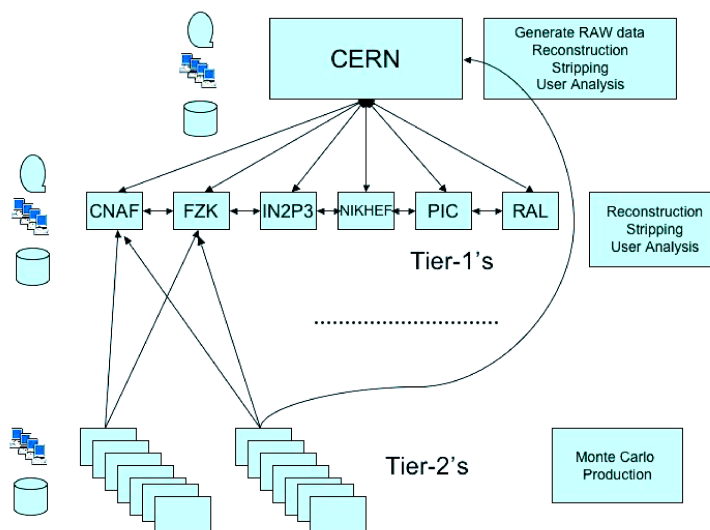 CERN
Generate RAW data
Reconstruction
Stripping
User Analysis
CNAF
FZK
IN2P3
NIKHEF
PIC
RAL
Reconstruction
Stripping
User Analysis
Tier-1's
Tier-2's
Monte Carlo
Production